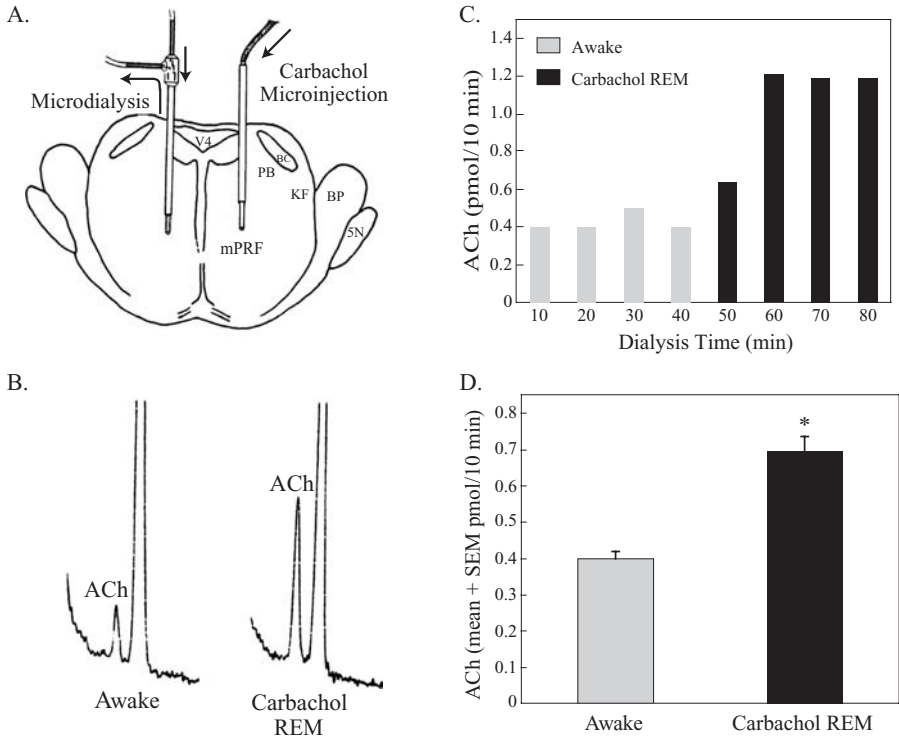 A.
Microdialysis
Carbachol
Microinjection
V4
BC
PB
KF
BP
5N
mPRF
B.
ACh
ACh
Awake
Carbachol
REM
C.
ACh (pmol/10 min)
1.4
1.2
1.0
0.8
0.6
0.4
0.2
0
Awake
Carbachol REM
10 20 30 40 50 60 70 80
Dialysis Time (min)
D.
ACh (mean + SEM pmol/10 min)
0.8
0.7
0.6
0.5
0.4
0.3
0.2
0.1
0
*
Awake Carbachol REM